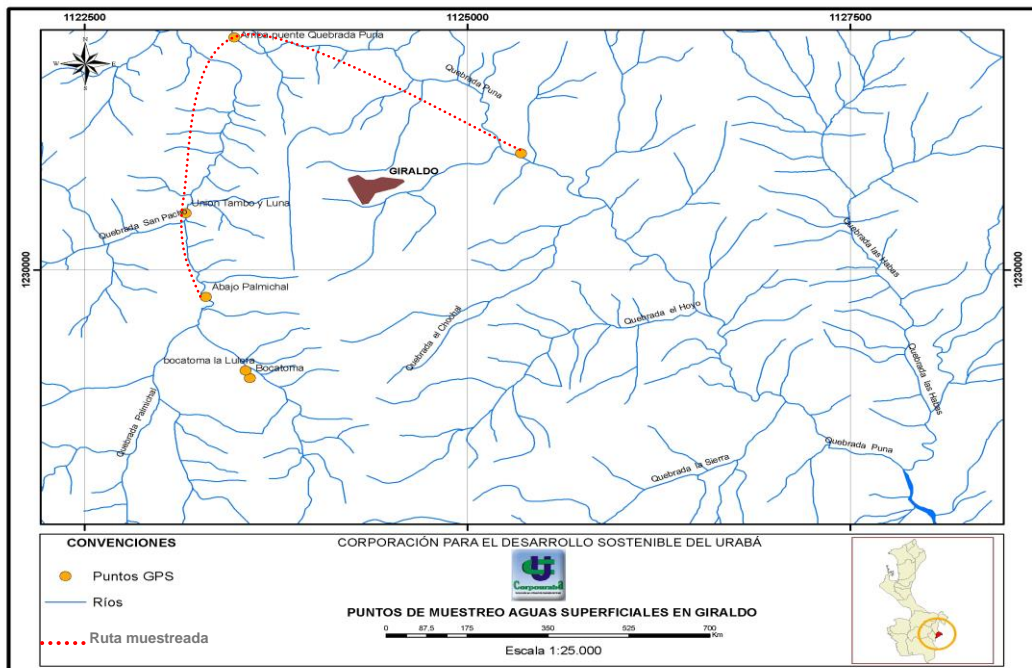 1122500
1125000
1127500
N
W
E
S
Arriba puente Quebrada Puna
Quebrada Puna
GIRALDO
Union Tambo y Luna
Quebrada San Pacho
Quebrada las Habas
1230000
1230000
Abajo Palmichal
Quebrada el Hoyo
Quebrada el Chocbal
bocatoma la Lulera
Bocatoma
Quebrada las Habas
Quebrada Palmichal
Quebrada Puna
Quebrada la Sierra
CONVENCIONES
Puntos GPS
Ríos
Ruta muestreada
CORPORACIÓN PARA EL DESARROLLO SOSTENIBLE DEL URABÁ
Corpouraba
PUNTOS DE MUESTREO AGUAS SUPERFICIALES EN GIRALDO
0 87,5 175 350 525 700
Km
Escala 1:25.000